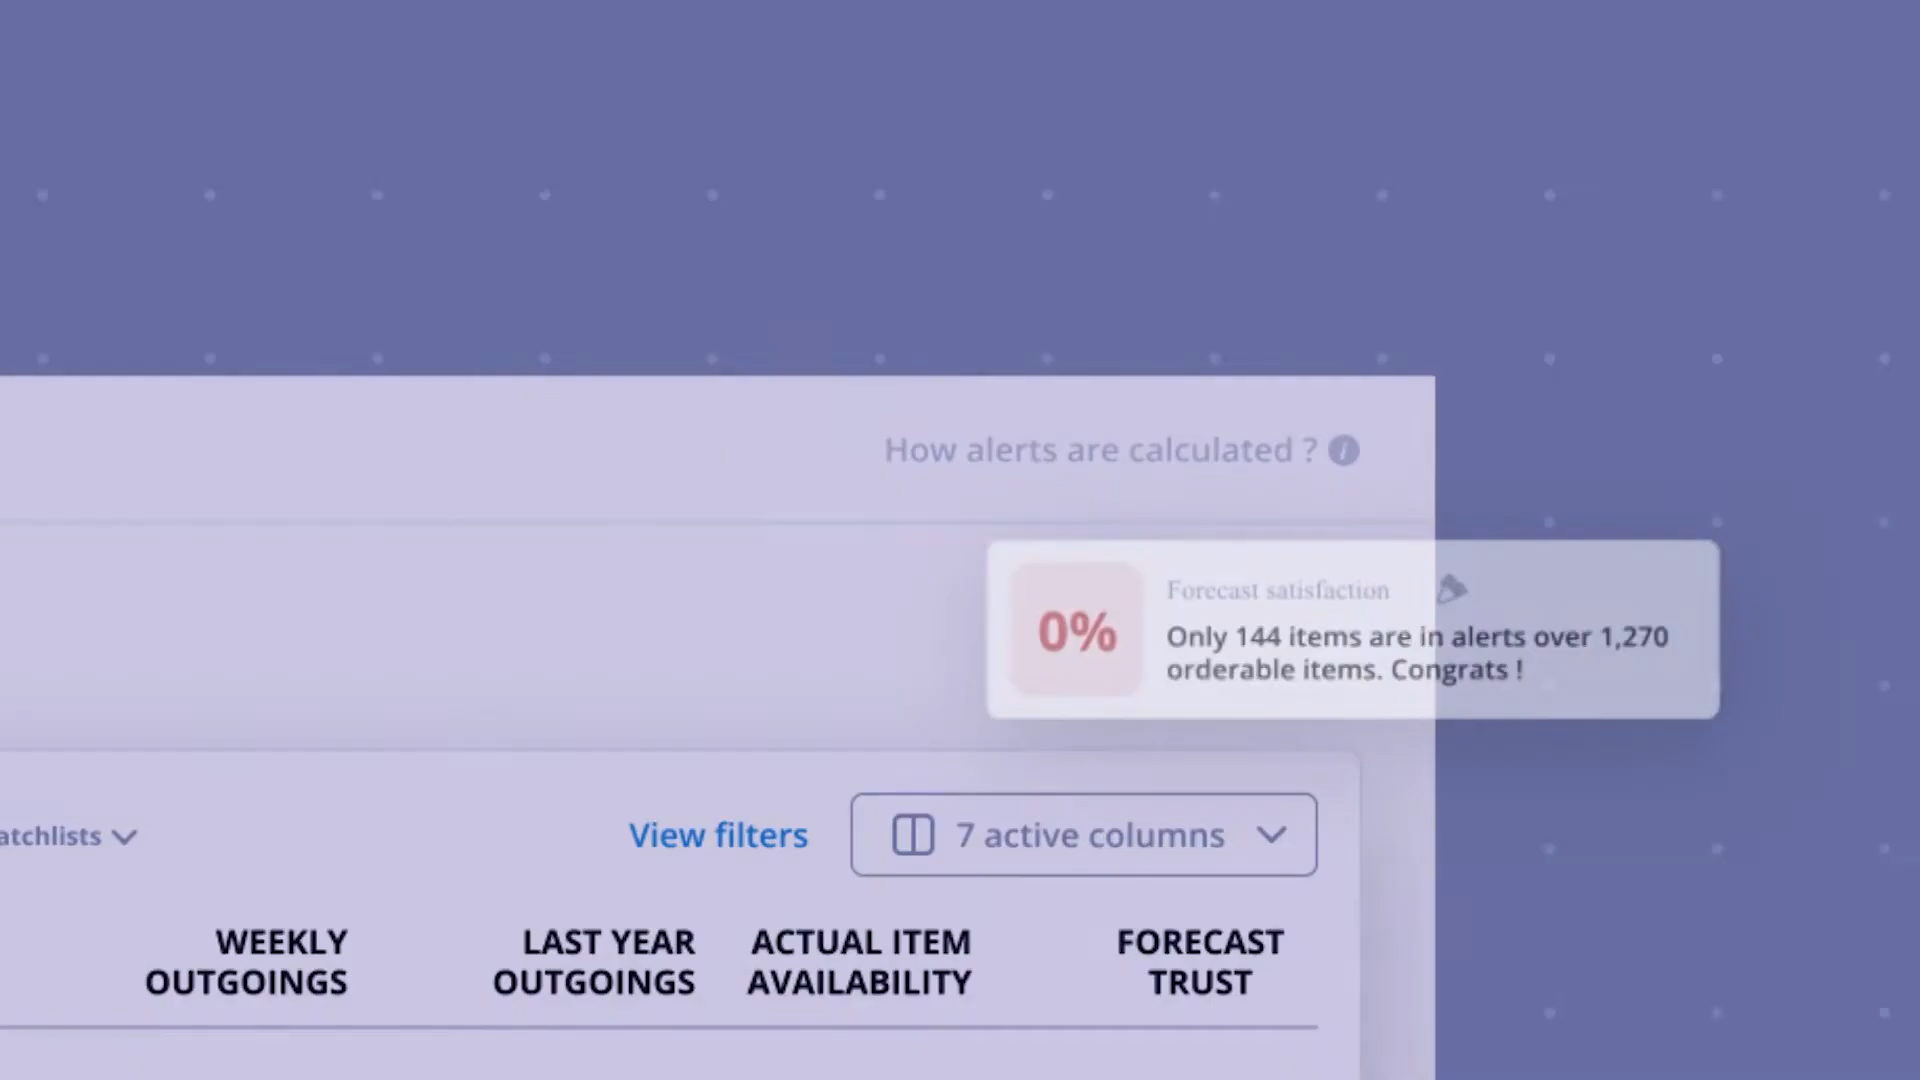 How alerts are calculated ?
0%
Forecast satisfaction
Only 144 items are in alerts over 1,270
orderable items. Congrats !
atchlists
View filters
7 active columns
WEEKLY
OUTGOINGS
LAST YEAR
OUTGOINGS
ACTUAL ITEM
AVAILABILITY
FORECAST
TRUST